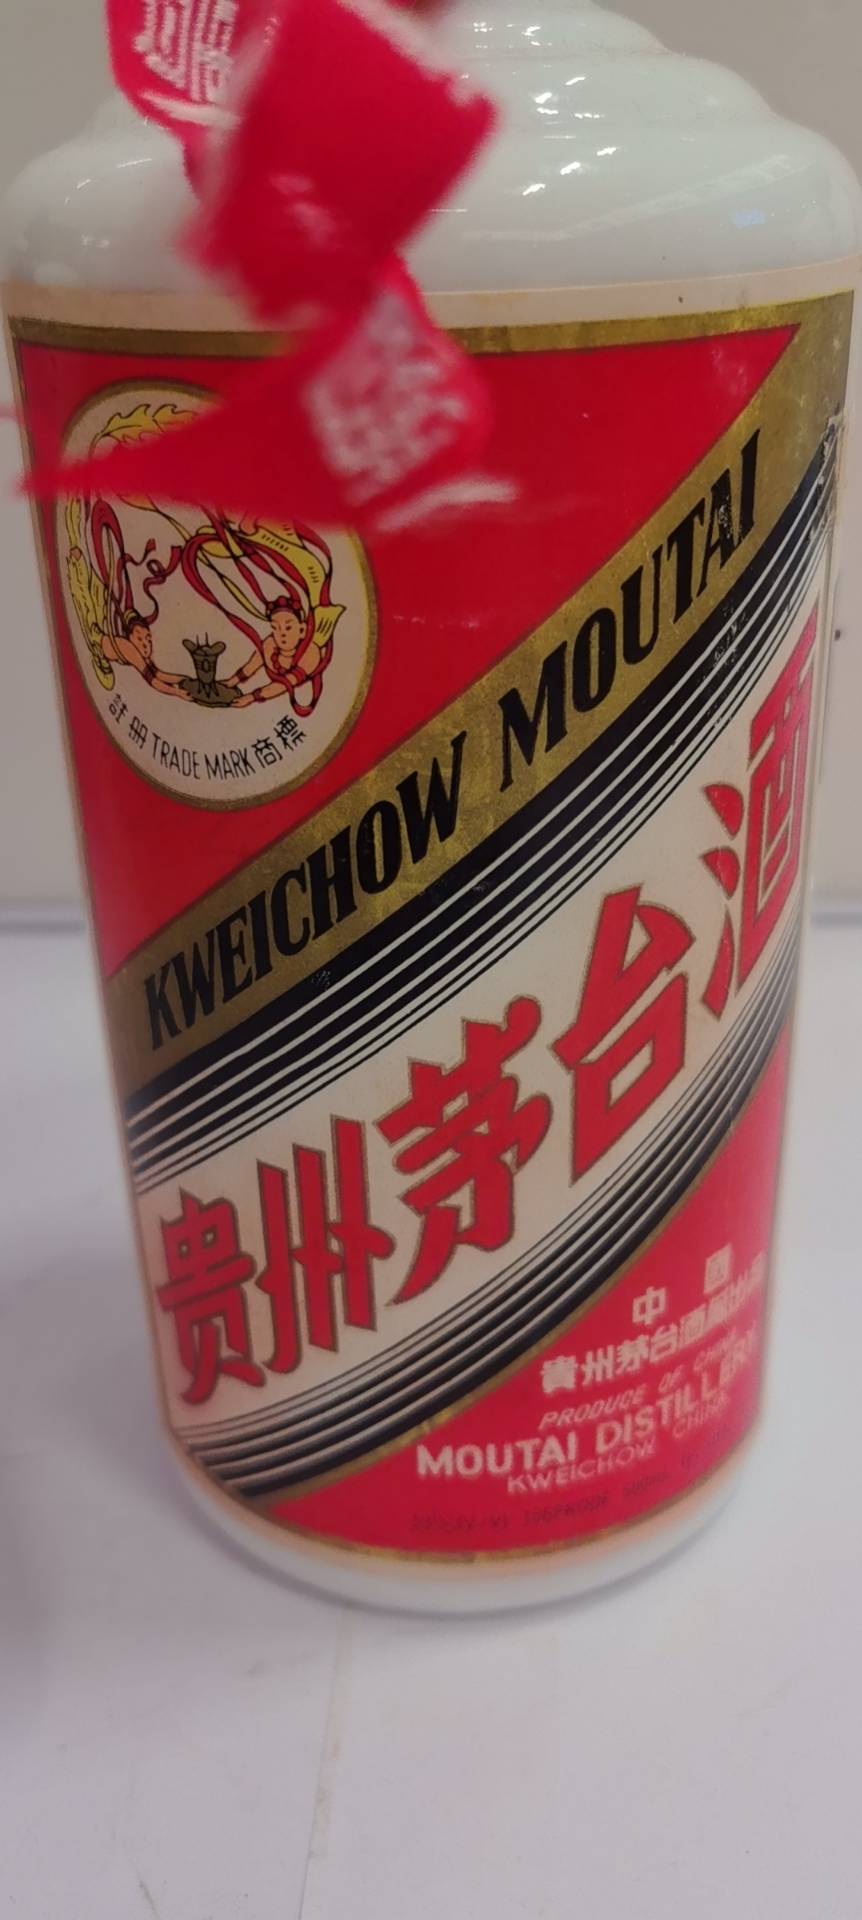 註册 TRADE MARK 商標
KWEICHOW MOUTAI
贵州茅台酒
中國
貴州茅台酒廠出品
PRODUCE OF CHINA
MOUTAI DISTILLERY
KWEICHOW CHINA
106PROOF